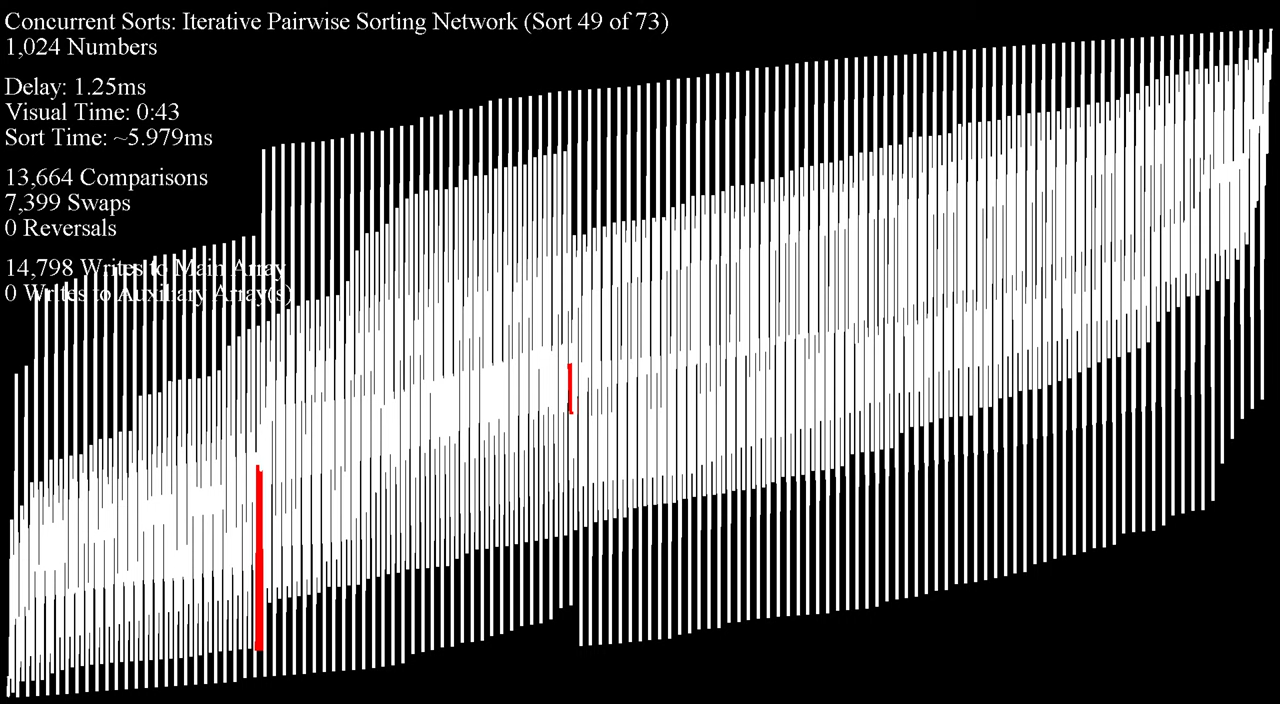 Concurrent Sorts: Iterative Pairwise Sorting Network (Sort 49 of 73)
1,024 Numbers
Delay: 1.25ms
Visual Time: 0:43
Sort Time: ~5.979ms
13,664 Comparisons
7,399 Swaps
0 Reversals
14,798 Writes to Main Array
0 Writes to Auxiliary Array(s)